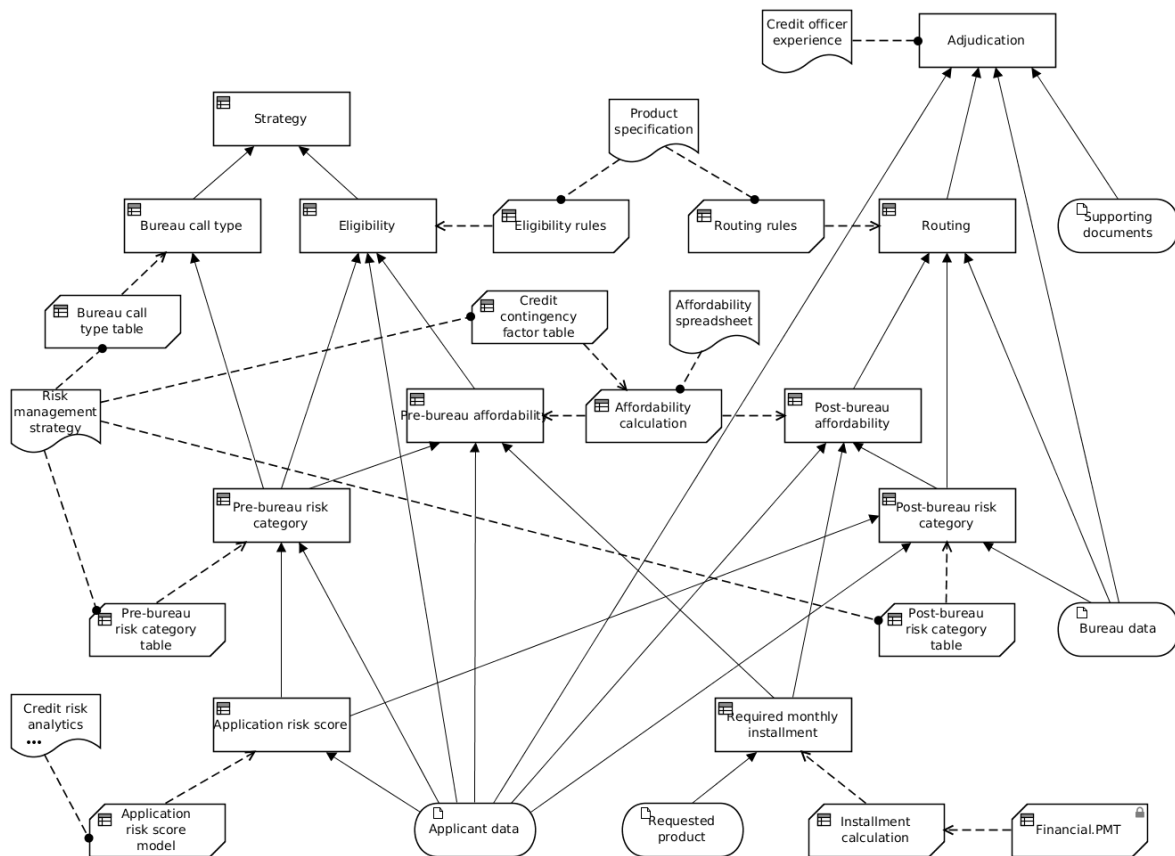 Credit officer
experience
Adjudication
Strategy
Product
specification
Bureau call type
Eligibility
Eligibility rules
Routing rules
Routing
Supporting
documents
Bureau call
type table
Credit
contingency
factor table
Affordability
spreadsheet
Risk
management
strategy
Pre-bureau affordability
Affordability
calculation
Post-bureau
affordability
Pre-bureau risk
category
Post-bureau risk
category
Pre-bureau
risk category
table
Post-bureau
risk category
table
Bureau data
Credit risk
analytics
Application risk score
Required monthly
installment
Application
risk score
model
Applicant data
Requested
product
Installment
calculation
Financial.PMT